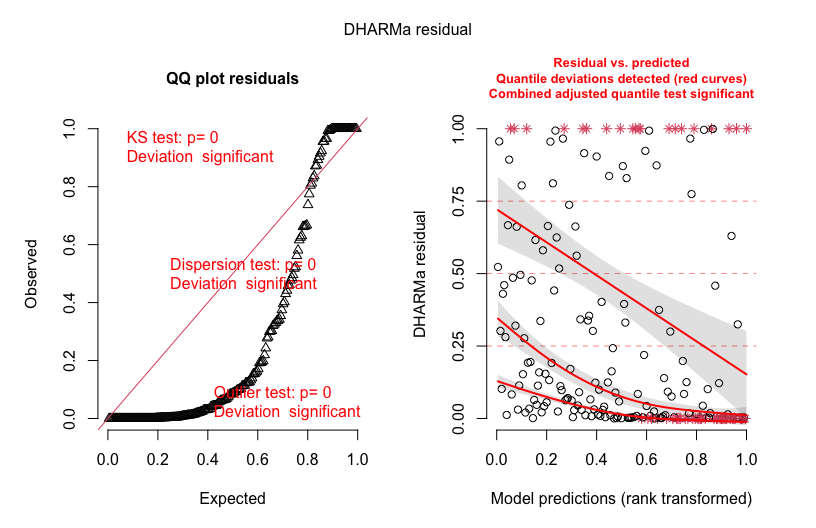 DHARMa residual
QQ plot residuals
KS test: p= 0
Deviation  significant
Dispersion test: p= 0
Deviation  significant
Outlier test: p= 0
Deviation  significant
Observed
0.0 0.2 0.4 0.6 0.8 1.0
0.0 0.2 0.4 0.6 0.8 1.0
Expected
Residual vs. predicted
Quantile deviations detected (red curves)
Combined adjusted quantile test significant
DHARMa residual
0.00 0.25 0.50 0.75 1.00
0.0 0.2 0.4 0.6 0.8 1.0
Model predictions (rank transformed)